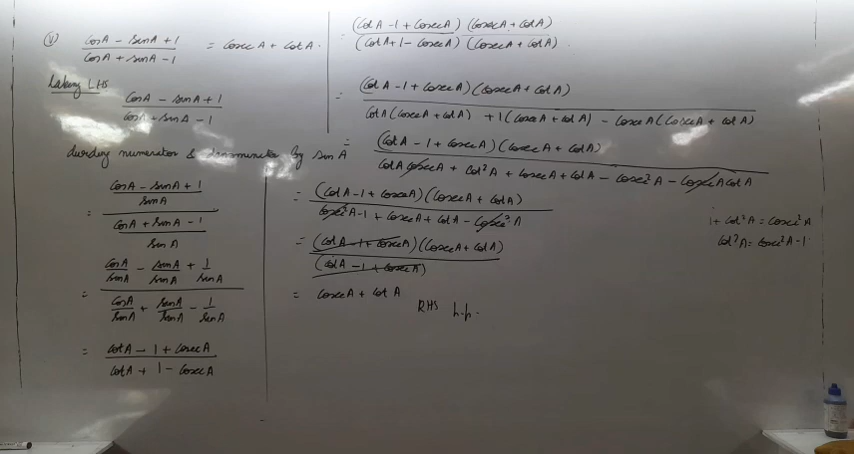 (v) (cosA - sinA + 1)/(cosA + sinA - 1) = cosecA + cotA.
Taking LHS
(cosA - sinA + 1)/(cosA + sinA - 1)
dividing numerator & denominator by sin A
= ((cosA - sinA + 1)/sinA)/((cosA + sinA - 1)/sinA)
= (cosA/sinA - sinA/sinA + 1/sinA)/(cosA/sinA + sinA/sinA - 1/sinA)
= (cotA - 1 + cosecA)/(cotA + 1 - cosecA)
= (cotA - 1 + cosecA)(cosecA + cotA)/(cotA + 1 - cosecA)(cosecA + cotA).
= (cotA - 1 + cosecA)(cosecA + cotA)/cotA(cosecA + cotA) + 1(cosecA + cotA) - cosecA(cosecA + cotA)
= (cotA - 1 + cosecA)(cosecA + cotA)/cotA cosecA + cot²A + cosecA + cotA - cosec²A - cosecA cotA
= (cotA - 1 + cosecA)(cosecA + cotA)/cosec²A - 1 + cosecA + cotA - cosec²A
= (cotA - 1 + cosecA)(cosecA + cotA)/(cotA - 1 + cosecA)
= cosecA + cot A
RHS h.p.
1 + cot²A = cosec²A
cot²A = cosec²A - 1